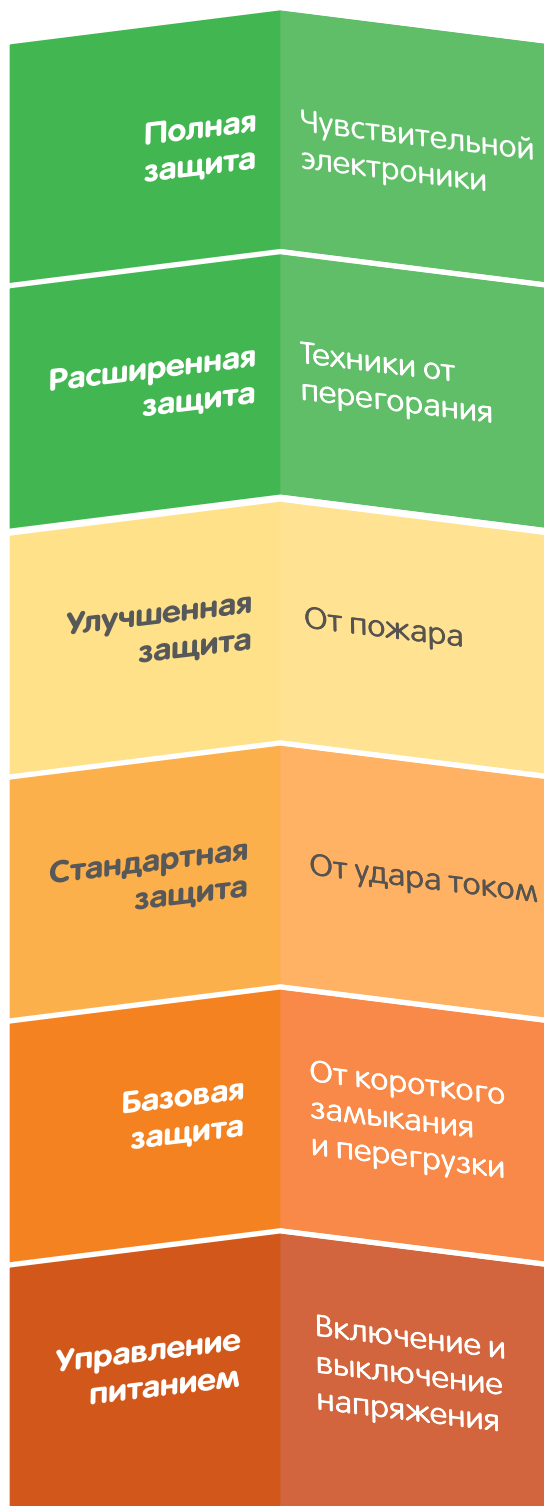 Полная
защита
Чувствительной
электроники
Расширенная
защита
Техники от
перегорания
Улучшенная
защита
От пожара
Стандартная
защита
От удара током
Базовая
защита
От короткого
замыкания
и перегрузки
Управление
питанием
Включение и
выключение
напряжения